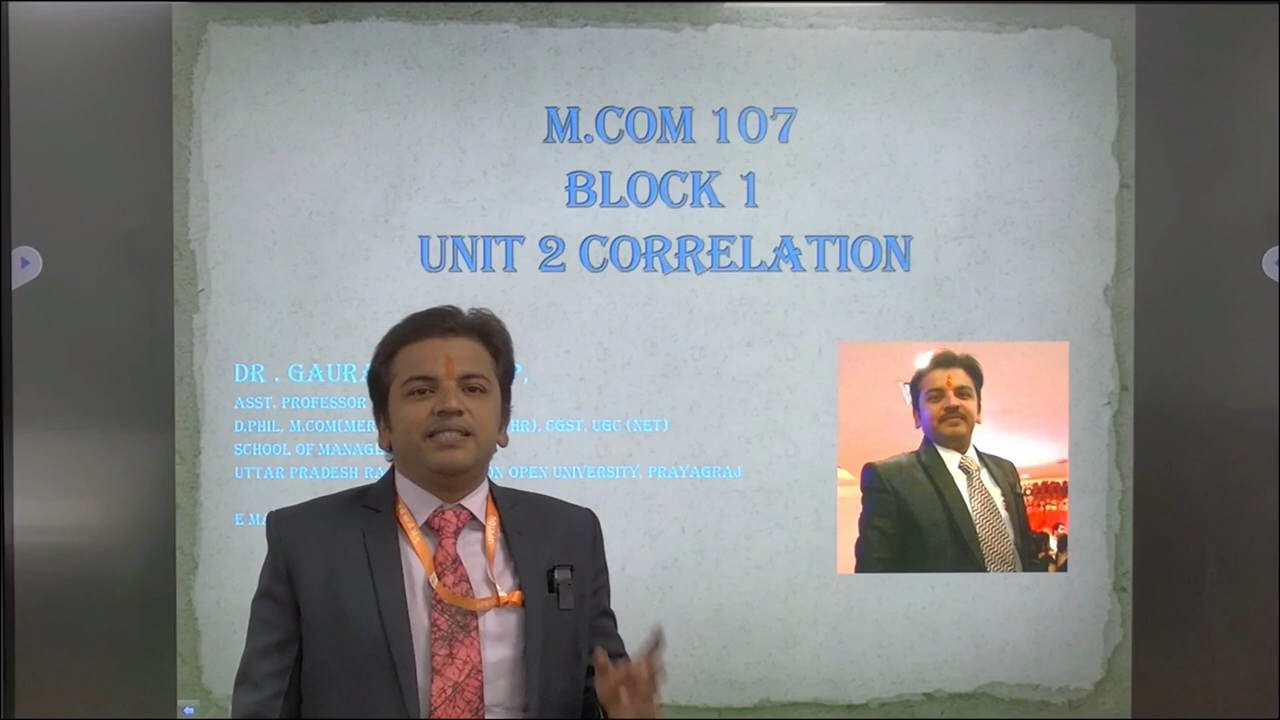 M.COM 107
BLOCK 1
UNIT 2 CORRELATION
DR . GAURA P,
ASST. PROFESSOR
D.PHIL, M.COM(MER HR), CGST, UGC (NET)
SCHOOL OF MANAGE
UTTAR PRADESH RA ON OPEN UNIVERSITY, PRAYAGRAJ
E MA